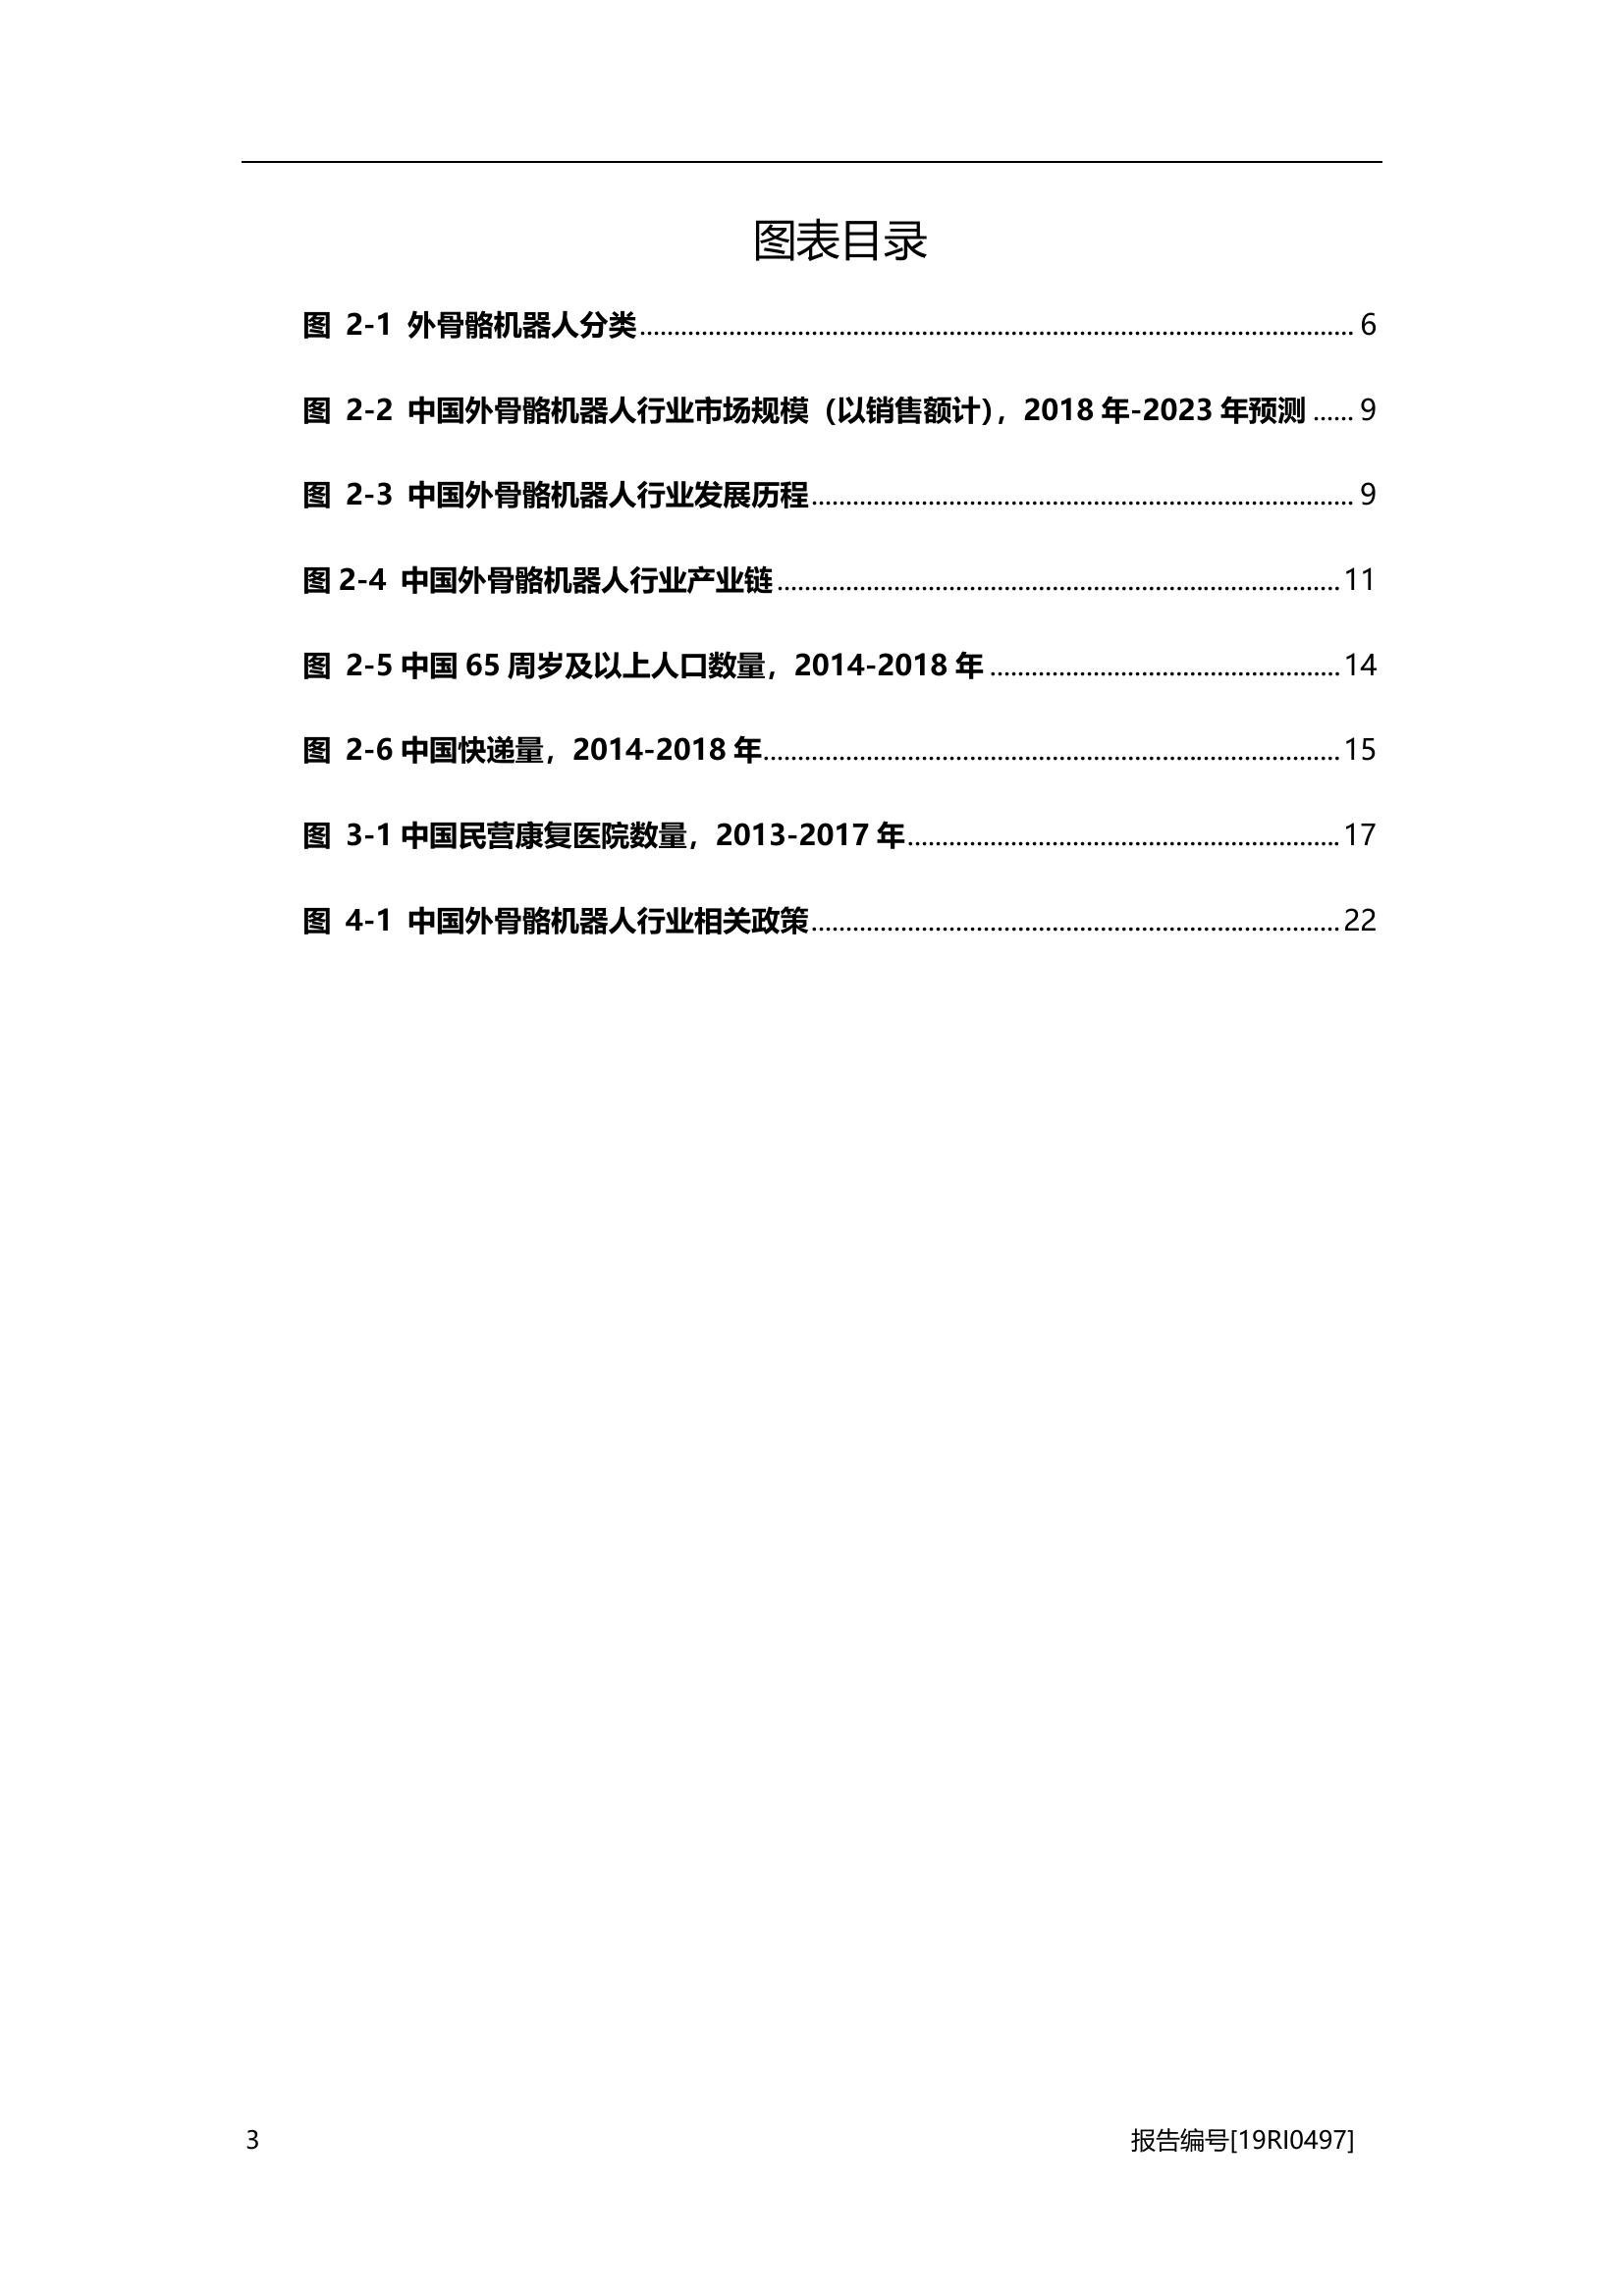 图表目录
图 2-1 外骨骼机器人分类........................................................................................................ 6
图 2-2 中国外骨骼机器人行业市场规模（以销售额计），2018 年-2023 年预测 ...... 9
图 2-3 中国外骨骼机器人行业发展历程............................................................................... 9
图 2-4 中国外骨骼机器人行业产业链.................................................................................. 11
图 2-5 中国 65 周岁及以上人口数量，2014-2018 年 ................................................... 14
图 2-6 中国快递量，2014-2018 年.................................................................................... 15
图 3-1 中国民营康复医院数量，2013-2017 年............................................................... 17
图 4-1 中国外骨骼机器人行业相关政策............................................................................. 22
3 报告编号[19RI0497]